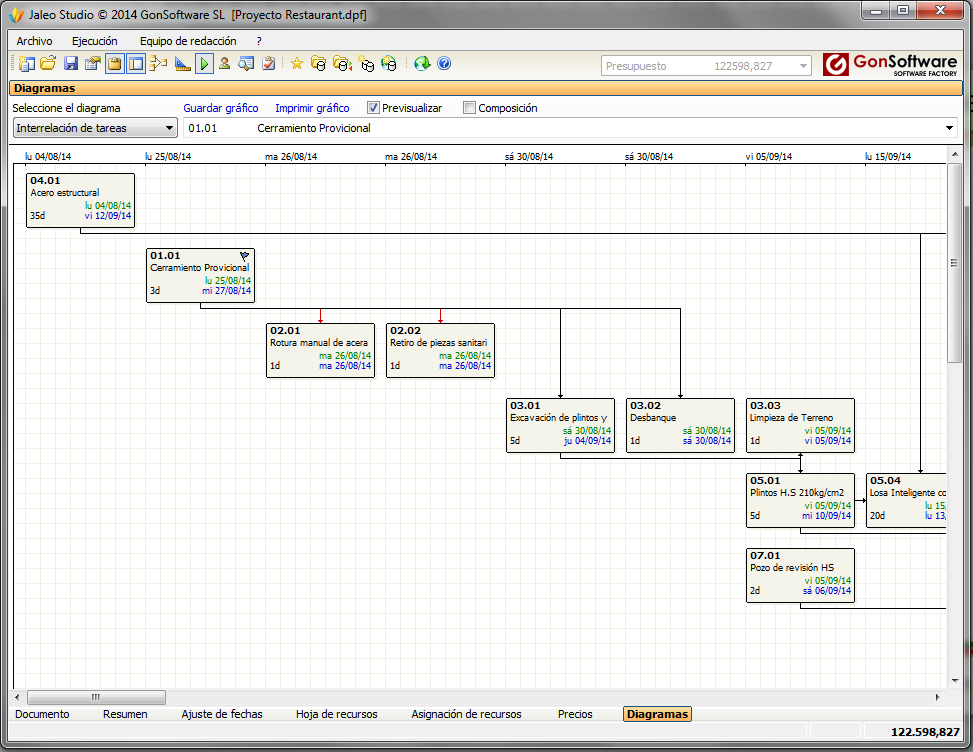 Jaleo Studio © 2014 GonSoftware SL [Proyecto Restaurant.dpf]
Archivo Ejecución Equipo de redacción ?
Presupuesto 122598,827
GonSoftware
SOFTWARE FACTORY
Diagramas
Seleccione el diagrama Guardar gráfico Imprimir gráfico Previsualizar Composición
Interrelación de tareas 01.01 Cerramiento Provicional
lu 04/08/14 lu 25/08/14 ma 26/08/14 ma 26/08/14 sá 30/08/14 sá 30/08/14 vi 05/09/14 lu 15/09/14
04.01
Acero estructural
lu 04/08/14
35d vi 12/09/14
01.01
Cerramiento Provicional
lu 25/08/14
3d mi 27/08/14
02.01
Rotura manual de acera
ma 26/08/14
1d ma 26/08/14
02.02
Retiro de piezas sanitari
ma 26/08/14
1d ma 26/08/14
03.01
Excavación de plintos y
sá 30/08/14
5d ju 04/09/14
03.02
Desbanque
sá 30/08/14
1d sá 30/08/14
03.03
Limpieza de Terreno
vi 05/09/14
1d vi 05/09/14
05.01
Plintos H.S 210kg/cm2
vi 05/09/14
5d mi 10/09/14
05.04
Losa Inteligente co
lu 15,
20d lu 13,
07.01
Pozo de revisión HS
vi 05/09/14
2d sá 06/09/14
Documento Resumen Ajuste de fechas Hoja de recursos Asignación de recursos Precios Diagramas
122.598,827